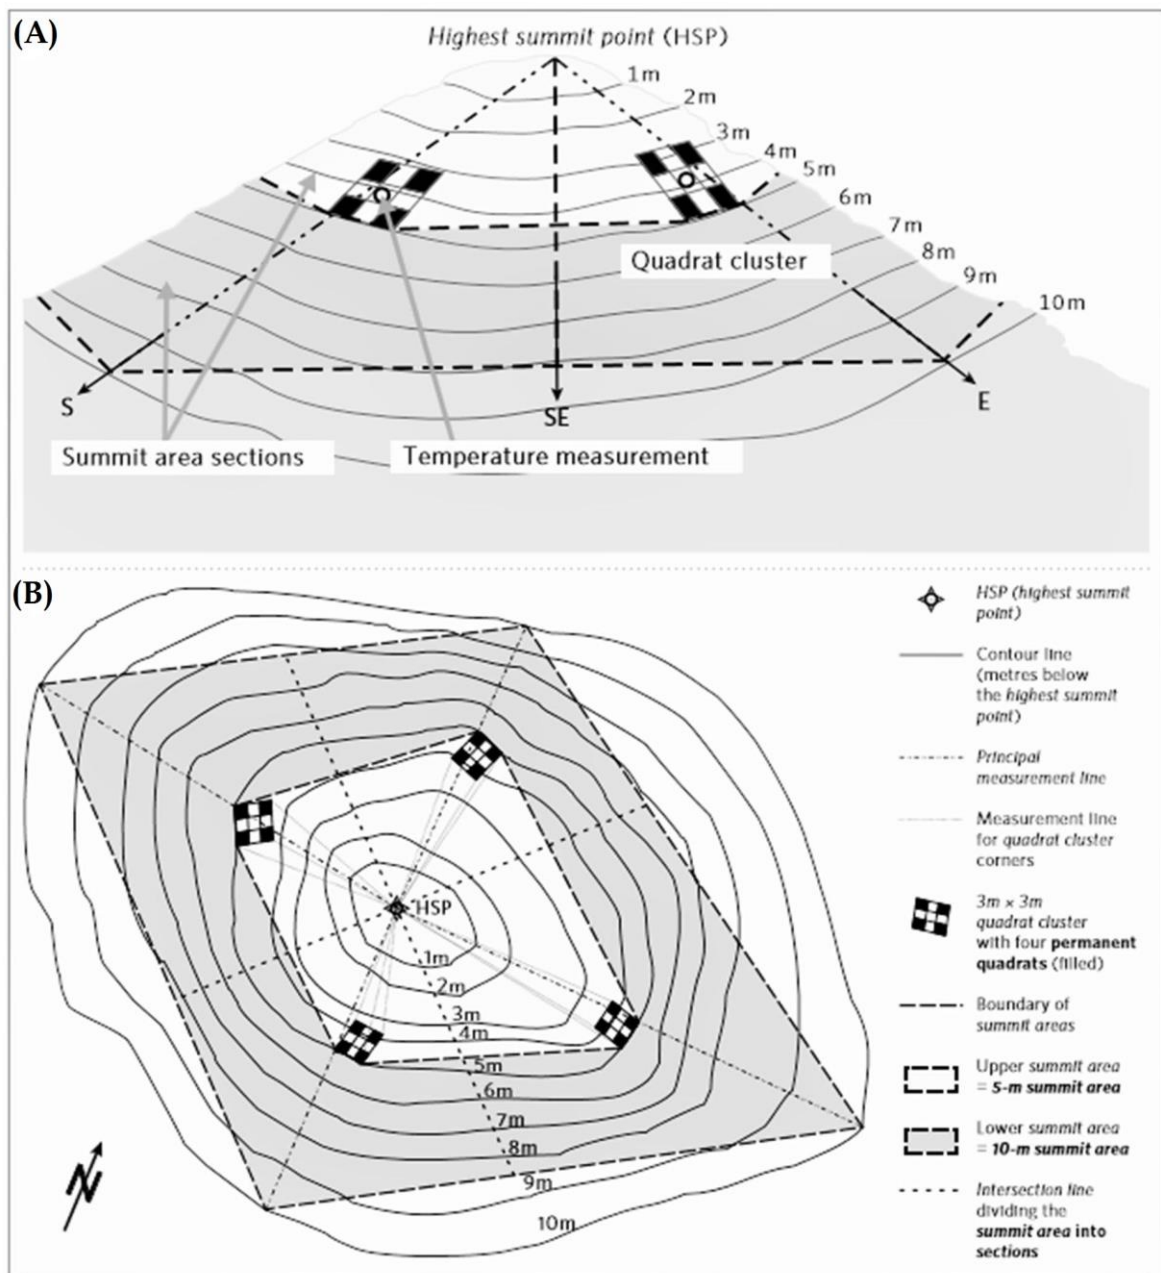 (A)
Highest summit point (HSP)
1m
2m
3m
4m
5m
6m
7m
8m
9m
10m
Quadrat cluster
S
SE
E
Summit area sections
Temperature measurement
(B)
HSP
1m
2m
3m
4m
5m
6m
7m
8m
9m
10m
N
HSP (highest summit
point)
Contour line
(metres below
the highest summit
point)
Principal
measurement line
Measurement line
for quadrat cluster
corners
3m × 3m
quadrat cluster
with four permanent
quadrats (filled)
Boundary of
summit areas
Upper summit area
= 5-m summit area
Lower summit area
= 10-m summit area
Intersection line
dividing the
summit area into
sections